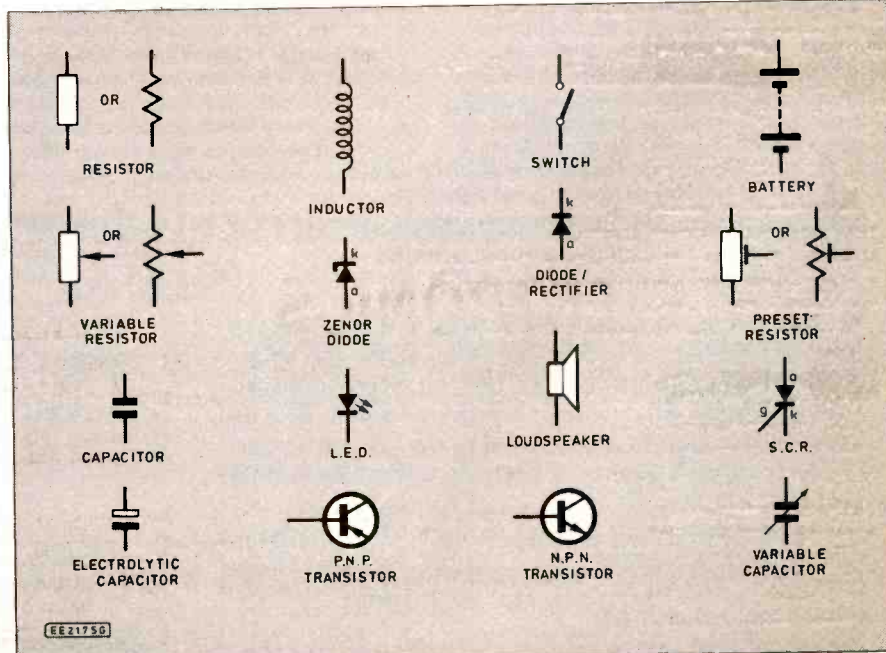 OR
RESISTOR
INDUCTOR
SWITCH
BATTERY
OR
VARIABLE
RESISTOR
k
a
ZENOR
DIODE
k
a
DIODE/
RECTIFIER
OR
PRESET
RESISTOR
CAPACITOR
L.E.D.
LOUDSPEAKER
a
g
k
S.C.R.
ELECTROLYTIC
CAPACITOR
P.N.P.
TRANSISTOR
N.P.N.
TRANSISTOR
VARIABLE
CAPACITOR
EE2175G